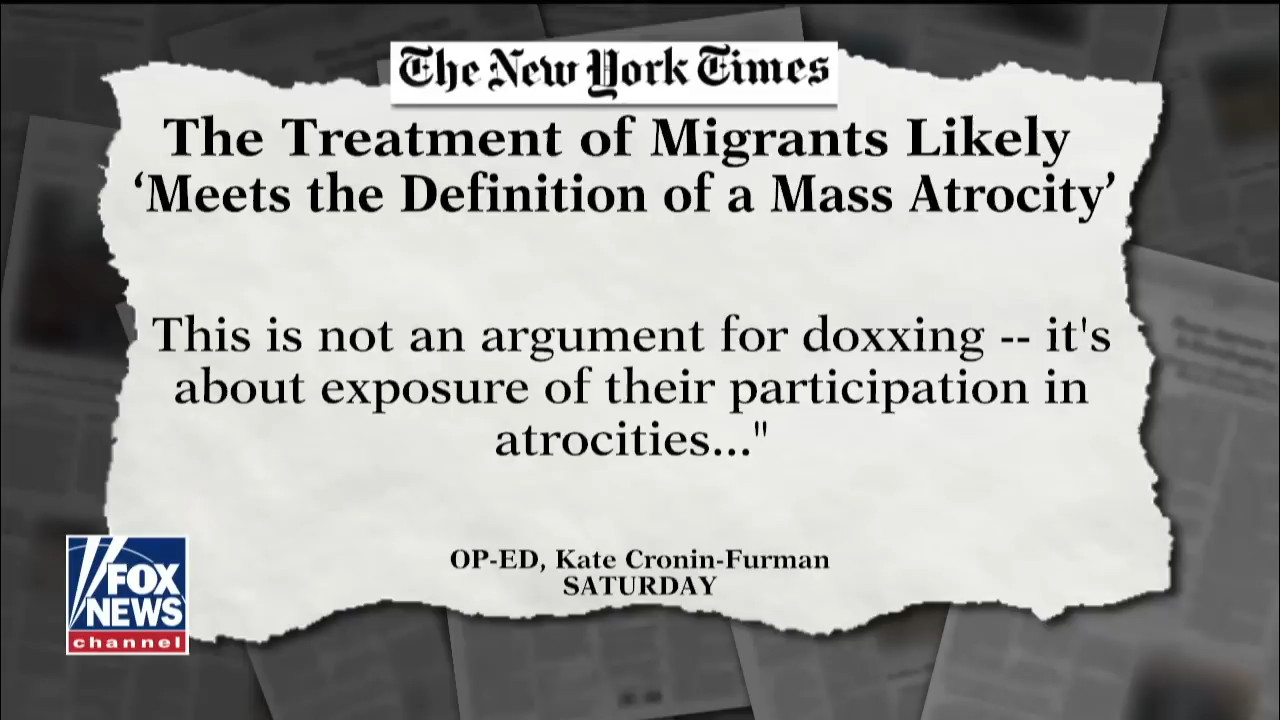 The New York Times
The Treatment of Migrants Likely
‘Meets the Definition of a Mass Atrocity’
This is not an argument for doxxing -- it's
about exposure of their participation in
atrocities..."
OP-ED, Kate Cronin-Furman
SATURDAY
FOX
NEWS
channel